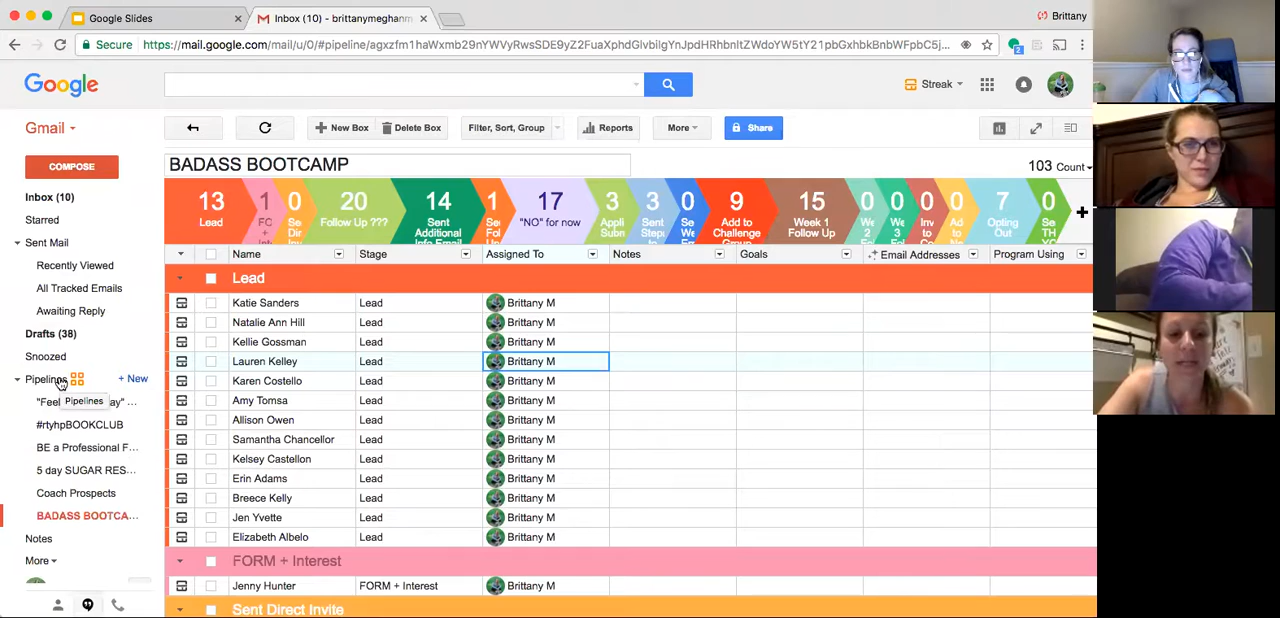 Google Slides
Inbox (10) - brittanymeghanm
Brittany
Secure
https://mail.google.com/mail/u/0/#pipeline/
Google
Streak
Gmail
New Box
Delete Box
Filter, Sort, Group
Reports
More
Share
COMPOSE
BADASS BOOTCAMP
103 Count
Inbox (10)
Starred
Sent Mail
Recently Viewed
All Tracked Emails
Awaiting Reply
Drafts (38)
Snoozed
Pipelines
+ New
Pipelines
#rtyhpBOOKCLUB
BE a Professional F...
5 day SUGAR RES...
Coach Prospects
BADASS BOOTCA...
Notes
More
13
Lead
1
0
20
Follow Up ???
14
Sent
Additional
Info Email
1
17
"NO" for now
3
3
0
9
Add to
Challenge
15
Week 1
Follow Up
0
0
0
0
7
Opting
Out
0
Name
Stage
Assigned To
Notes
Goals
Email Addresses
Program Using
Lead
Katie Sanders Lead Brittany M
Natalie Ann Hill Lead Brittany M
Kellie Gossman Lead Brittany M
Lauren Kelley Lead Brittany M
Karen Costello Lead Brittany M
Amy Tomsa Lead Brittany M
Allison Owen Lead Brittany M
Samantha Chancellor Lead Brittany M
Kelsey Castellon Lead Brittany M
Erin Adams Lead Brittany M
Breece Kelly Lead Brittany M
Jen Yvette Lead Brittany M
Elizabeth Albelo Lead Brittany M
FORM + Interest
Jenny Hunter FORM + Interest Brittany M
Sent Direct Invite